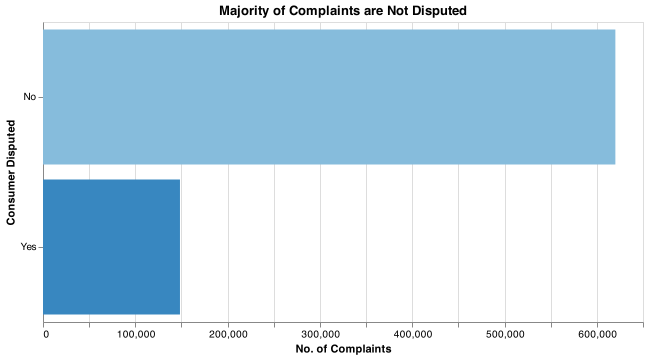 Majority of Complaints are Not Disputed
Consumer Disputed
No
Yes
0 100,000 200,000 300,000 400,000 500,000 600,000
No. of Complaints